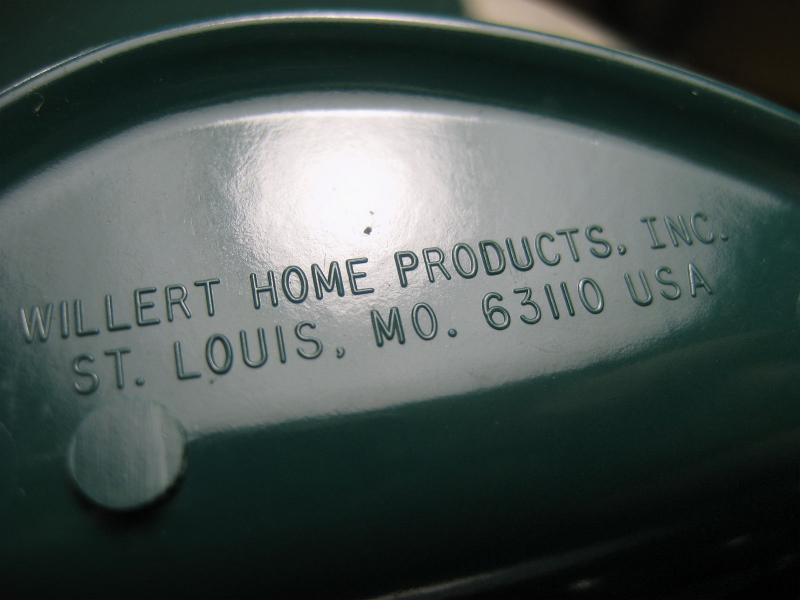 WILLERT HOME PRODUCTS, INC.
ST. LOUIS, MO. 63110 USA